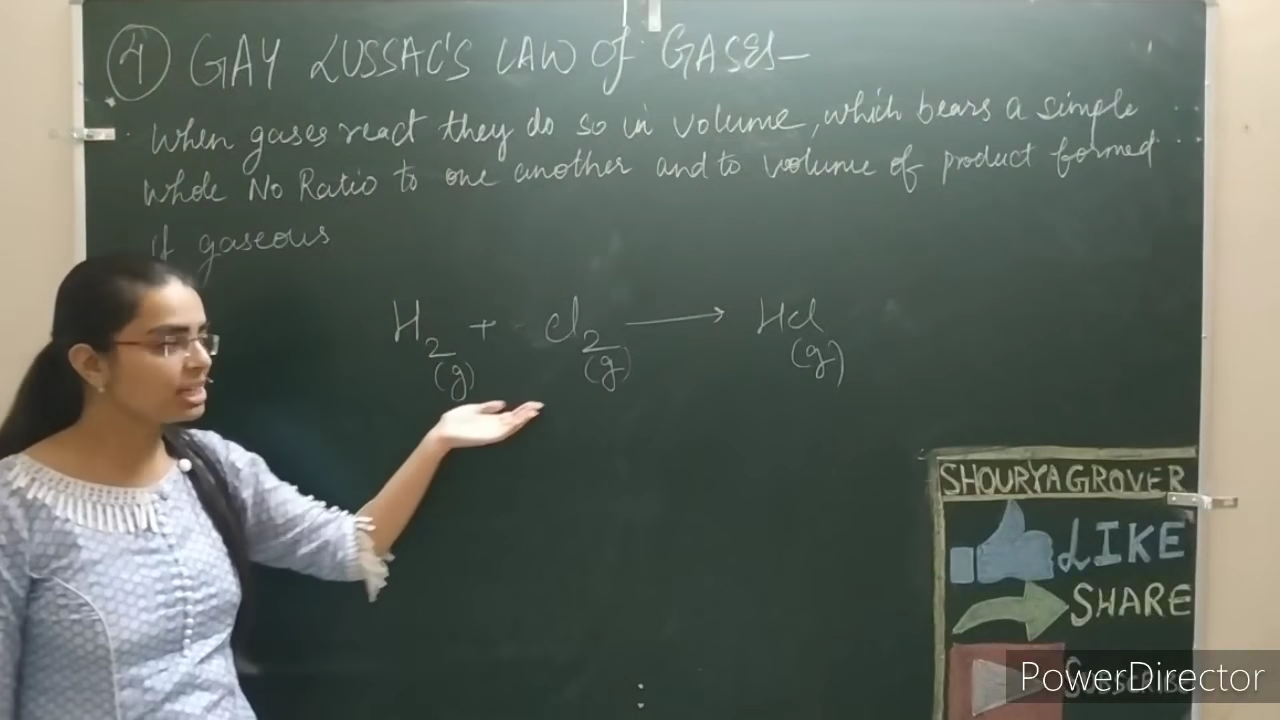 4 GAY LUSSAC'S LAW of GASES-
When gases react they do so in volume, which bears a simple
whole No Ratio to one another and to volume of product formed
if gaseous
H2 (g) + Cl2 (g) → Hcl (g)
SHOURYA GROVER
LIKE
SHARE
SUBSCRIBE
PowerDirector